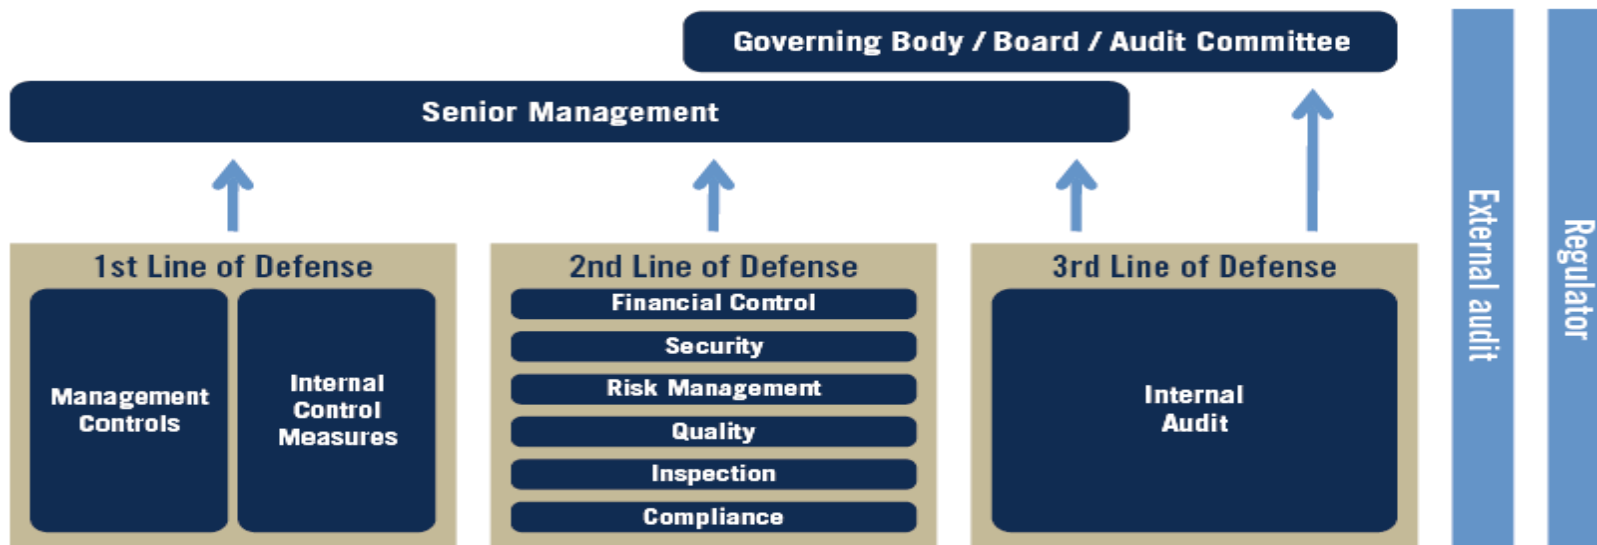 Governing Body / Board / Audit Committee
Senior Management
1st Line of Defense
Management
Controls
Internal
Control
Measures
2nd Line of Defense
Financial Control
Security
Risk Management
Quality
Inspection
Compliance
3rd Line of Defense
Internal
Audit
External audit
Regulator